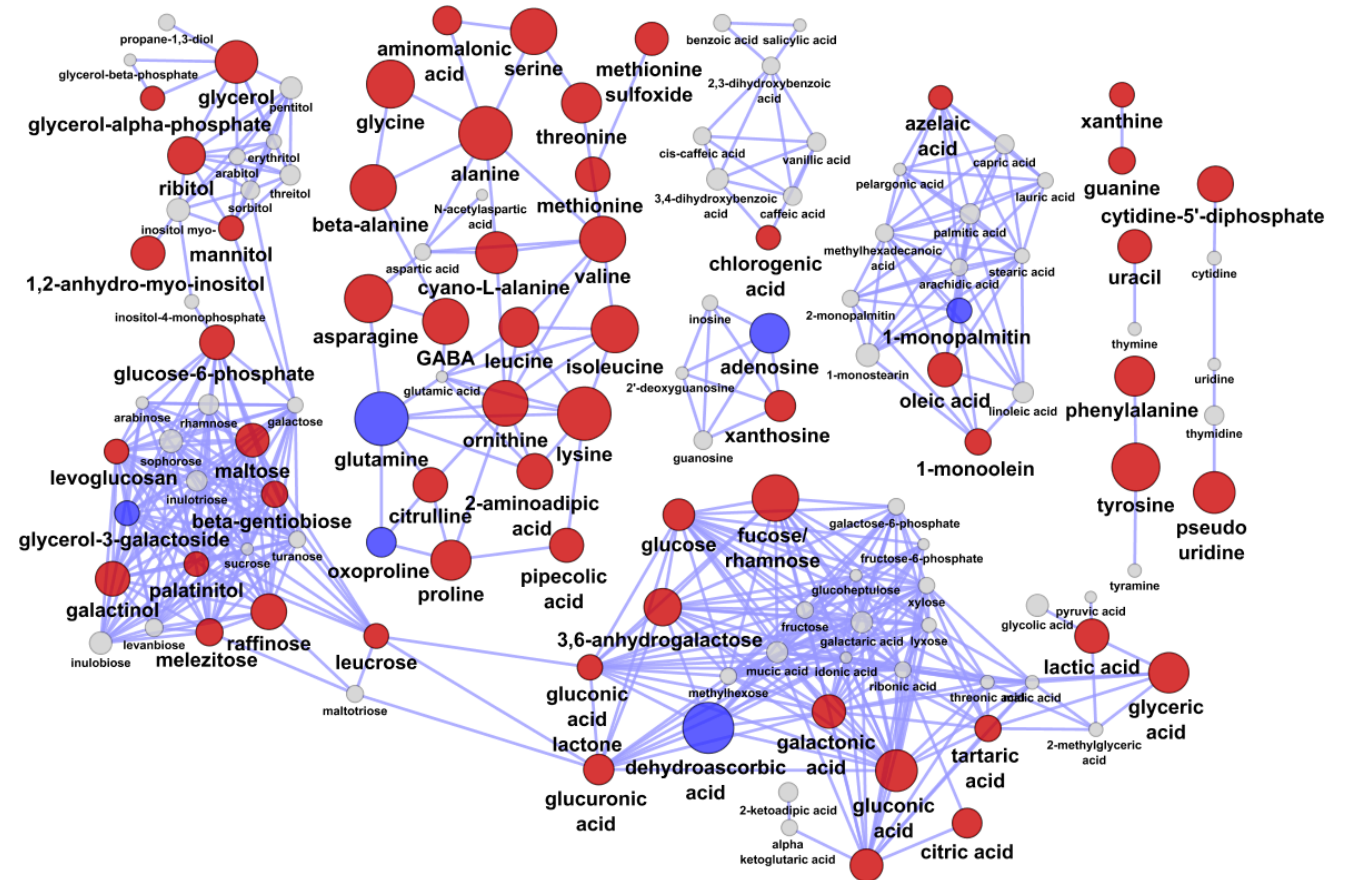 propane-1,3-diol
glycerol-beta-phosphate
glycerol
pentitol
glycerol-alpha-phosphate
erythritol
arabitol
threitol
ribitol
sorbitol
inositol myo-
mannitol
1,2-anhydro-myo-inositol
inositol-4-monophosphate
glucose-6-phosphate
arabinose
rhamnose
galactose
sophorose
maltose
levoglucosan
inulotriose
beta-gentiobiose
glycerol-3-galactoside
turanose
sucrose
palatinitol
galactinol
raffinose
levanbiose
melezitose
inulobiose
leucrose
maltotriose
aminomalonic
acid
serine
methionine
sulfoxide
glycine
threonine
alanine
beta-alanine
N-acetylaspartic
acid
methionine
aspartic acid
valine
cyano-L-alanine
asparagine
GABA
leucine
isoleucine
glutamic acid
ornithine
lysine
glutamine
2-aminoadipic
acid
citrulline
oxoproline
proline
pipecolic
acid
benzoic acid
salicylic acid
2,3-dihydroxybenzoic
acid
cis-caffeic acid
vanillic acid
3,4-dihydroxybenzoic
acid
caffeic acid
chlorogenic
acid
inosine
adenosine
2'-deoxyguanosine
xanthosine
guanosine
azelaic
acid
capric acid
pelargonic acid
lauric acid
palmitic acid
methylhexadecanoic
acid
stearic acid
arachidic acid
2-monopalmitin
1-monopalmitin
1-monostearin
oleic acid
linoleic acid
1-monoolein
xanthine
guanine
cytidine-5'-diphosphate
uracil
cytidine
thymine
uridine
phenylalanine
thymidine
tyrosine
pseudo
uridine
tyramine
glucose
fucose/
rhamnose
galactose-6-phosphate
fructose-6-phosphate
glucoheptulose
xylose
3,6-anhydrogalactose
fructose
galactaric acid
lyxose
mucic acid
idonic acid
ribonic acid
methylhexose
threonic acid
malic acid
gluconic
acid
lactone
glucuronic
acid
dehydroascorbic
acid
galactonic
acid
gluconic
acid
tartaric
acid
pyruvic acid
glycolic acid
lactic acid
glyceric
acid
2-methylglyceric
acid
2-ketoadipic acid
alpha
ketoglutaric acid
citric acid